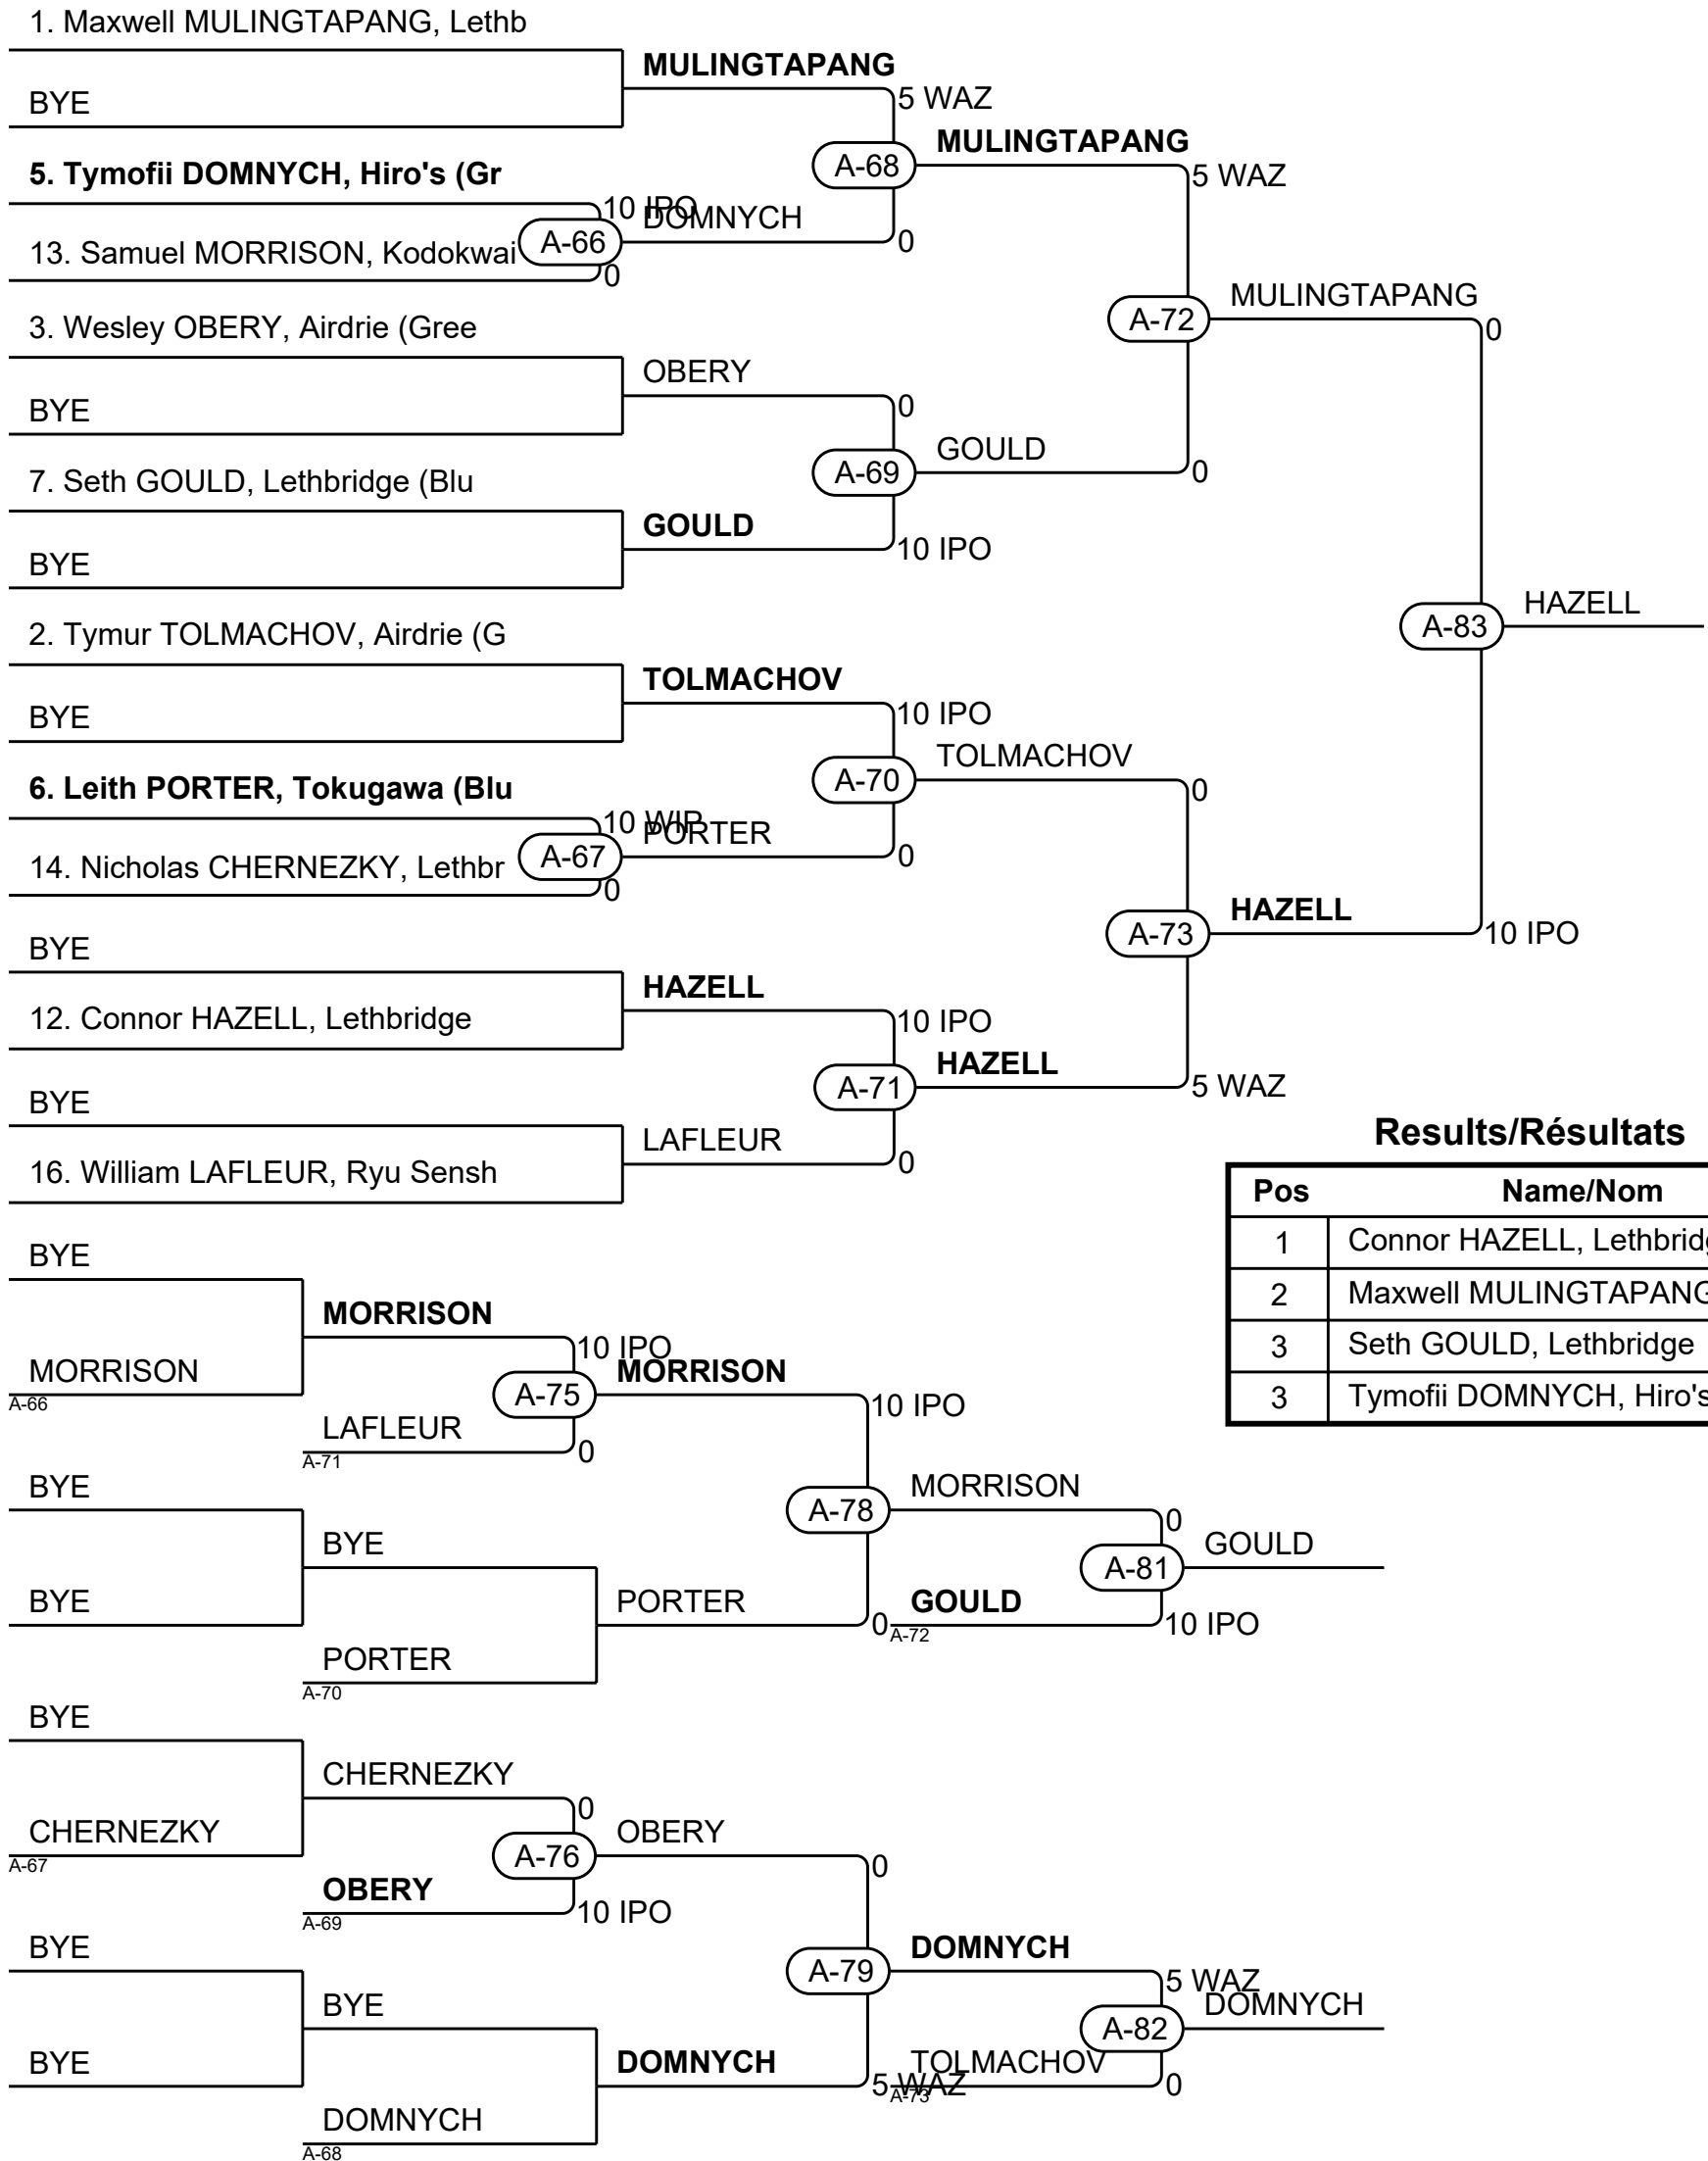 1. Maxwell MULINGTAPANG, Lethb
MULINGTAPANG
5 WAZ
BYE
MULINGTAPANG
A-68
5 WAZ
5. Tymofii DOMNYCH, Hiro's (Gr
10 IPO
DOMNYCH
A-66
0
13. Samuel MORRISON, Kodokwai
0
MULINGTAPANG
A-72
0
3. Wesley OBERY, Airdrie (Gree
OBERY
0
BYE
GOULD
A-69
0
7. Seth GOULD, Lethbridge (Blu
GOULD
10 IPO
BYE
HAZELL
A-83
2. Tymur TOLMACHOV, Airdrie (G
TOLMACHOV
10 IPO
BYE
TOLMACHOV
A-70
0
6. Leith PORTER, Tokugawa (Blu
10 WIP
PORTER
A-67
0
14. Nicholas CHERNEZKY, Lethbr
0
HAZELL
A-73
10 IPO
BYE
HAZELL
12. Connor HAZELL, Lethbridge
10 IPO
HAZELL
A-71
5 WAZ
BYE
LAFLEUR
0
16. William LAFLEUR, Ryu Sensh
Results/Résultats
Pos Name/Nom
1 Connor HAZELL, Lethbrid
2 Maxwell MULINGTAPANG
3 Seth GOULD, Lethbridge
3 Tymofii DOMNYCH, Hiro's
BYE
MORRISON
10 IPO
MORRISON
MORRISON
A-66
A-75
10 IPO
LAFLEUR
A-71
0
BYE
MORRISON
A-78
0
BYE
GOULD
A-81
BYE
PORTER
0
GOULD
A-72
10 IPO
PORTER
A-70
BYE
CHERNEZKY
0
CHERNEZKY
A-67
OBERY
A-76
0
OBERY
A-69
10 IPO
BYE
DOMNYCH
A-79
5 WAZ
BYE
DOMNYCH
A-82
BYE
DOMNYCH
5 WAZ
TOLMACHOV
A-73
0
DOMNYCH
A-68